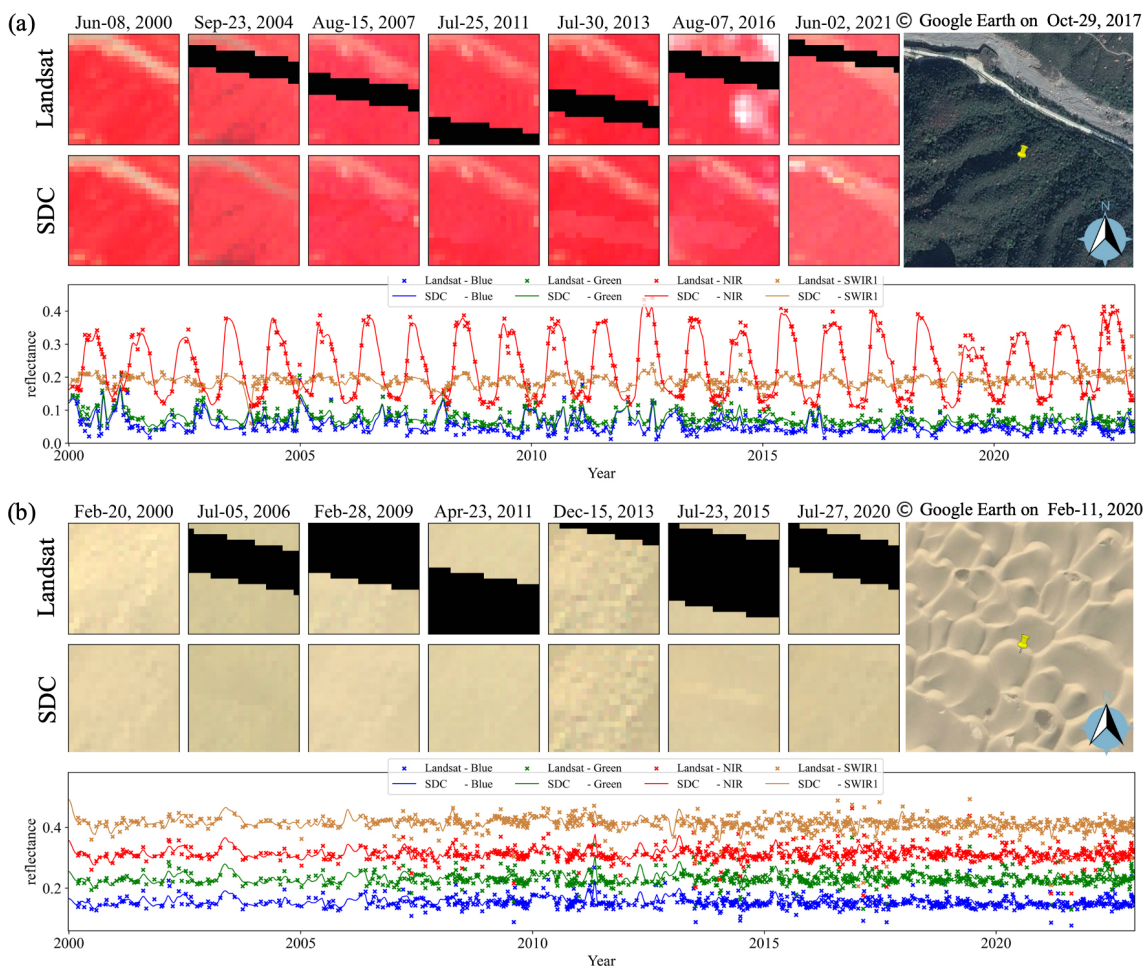 (a)
Jun-08, 2000 Sep-23, 2004 Aug-15, 2007 Jul-25, 2011 Jul-30, 2013 Aug-07, 2016 Jun-02, 2021 © Google Earth on Oct-29, 2017
Landsat
SDC
N
Landsat - Blue Landsat - Green Landsat - NIR Landsat - SWIR1
SDC - Blue SDC - Green SDC - NIR SDC - SWIR1
reflectance
0.4
0.3
0.2
0.1
0.0
2000 2005 2010 2015 2020
Year
(b)
Feb-20, 2000 Jul-05, 2006 Feb-28, 2009 Apr-23, 2011 Dec-15, 2013 Jul-23, 2015 Jul-27, 2020 © Google Earth on Feb-11, 2020
Landsat
SDC
Landsat - Blue Landsat - Green Landsat - NIR Landsat - SWIR1
SDC - Blue SDC - Green SDC - NIR SDC - SWIR1
reflectance
0.4
0.2
2000 2005 2010 2015 2020
Year